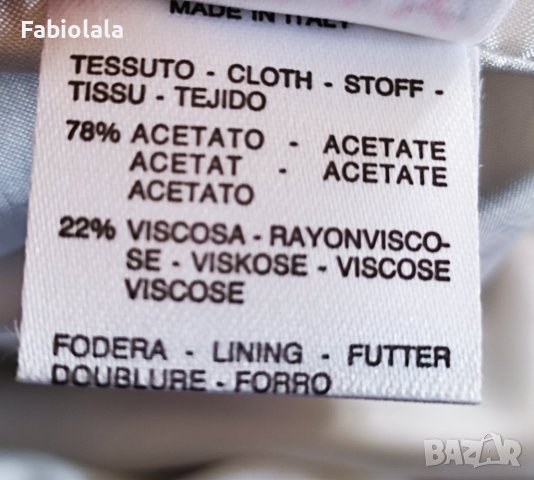 Fabiolala
MADE IN ITALY
TESSUTO - CLOTH - STOFF -
TISSU - TEJIDO
78% ACETATO - ACETATE
ACETAT - ACETATE
ACETATO
22% VISCOSA - RAYONVISCO-
SE - VISKOSE - VISCOSE
VISCOSE
FODERA - LINING - FUTTER
DOUBLURE - FORRO
BAZAR